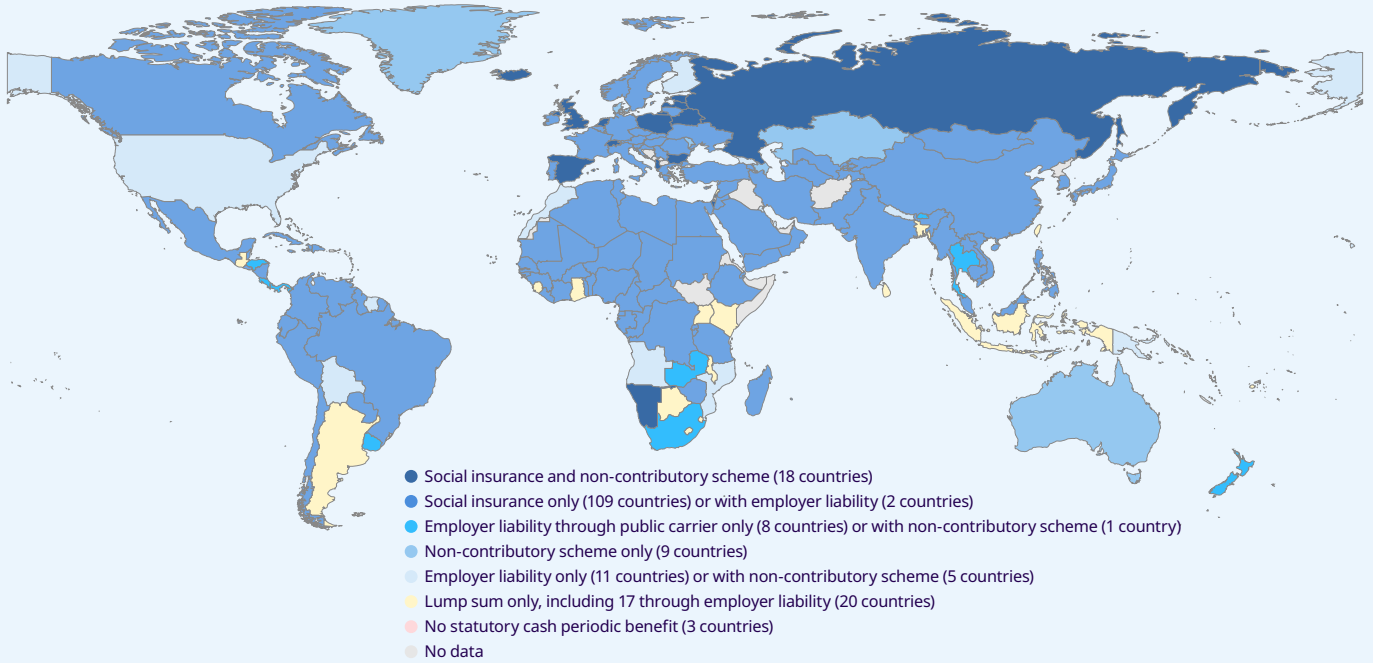 Social insurance and non-contributory scheme (18 countries)
Social insurance only (109 countries) or with employer liability (2 countries)
Employer liability through public carrier only (8 countries) or with non-contributory scheme (1 country)
Non-contributory scheme only (9 countries)
Employer liability only (11 countries) or with non-contributory scheme (5 countries)
Lump sum only, including 17 through employer liability (20 countries)
No statutory cash periodic benefit (3 countries)
No data